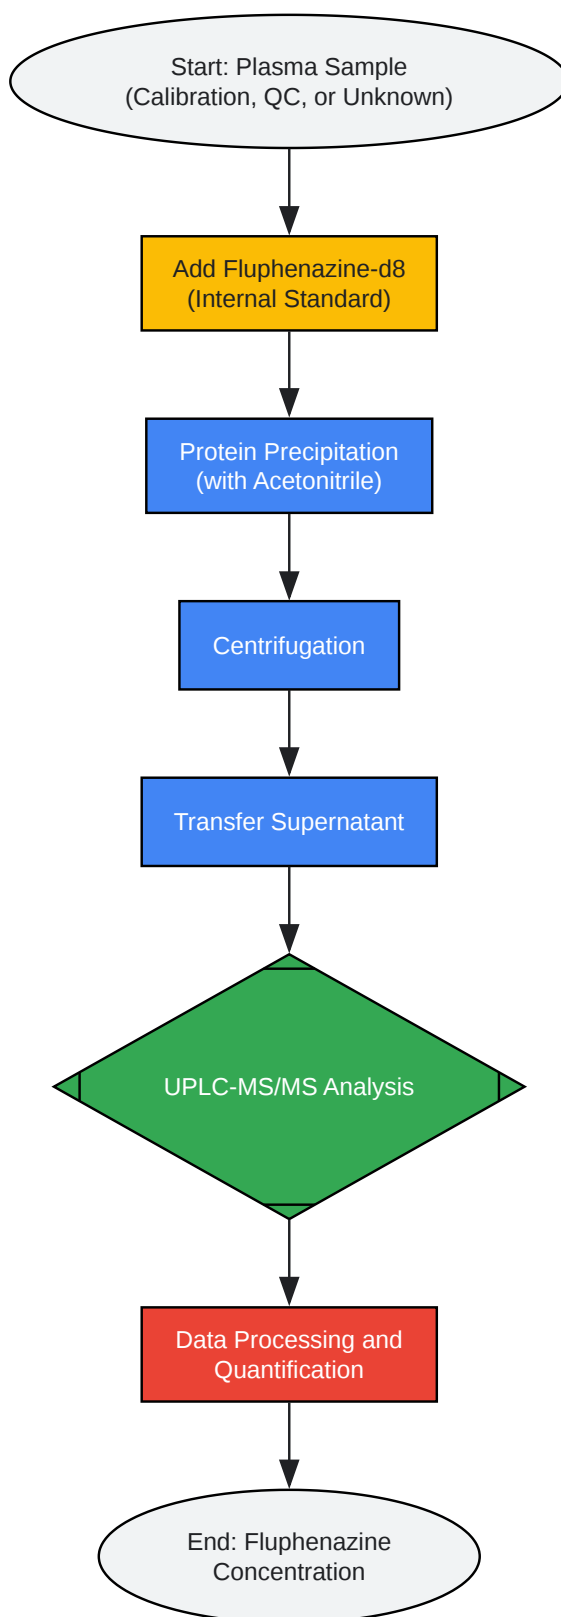 Start: Plasma Sample
(Calibration, QC, or Unknown)
Add Fluphenazine-d8
(Internal Standard)
Protein Precipitation
(with Acetonitrile)
Centrifugation
Transfer Supernatant
UPLC-MS/MS Analysis
Data Processing and
Quantification
End: Fluphenazine
Concentration